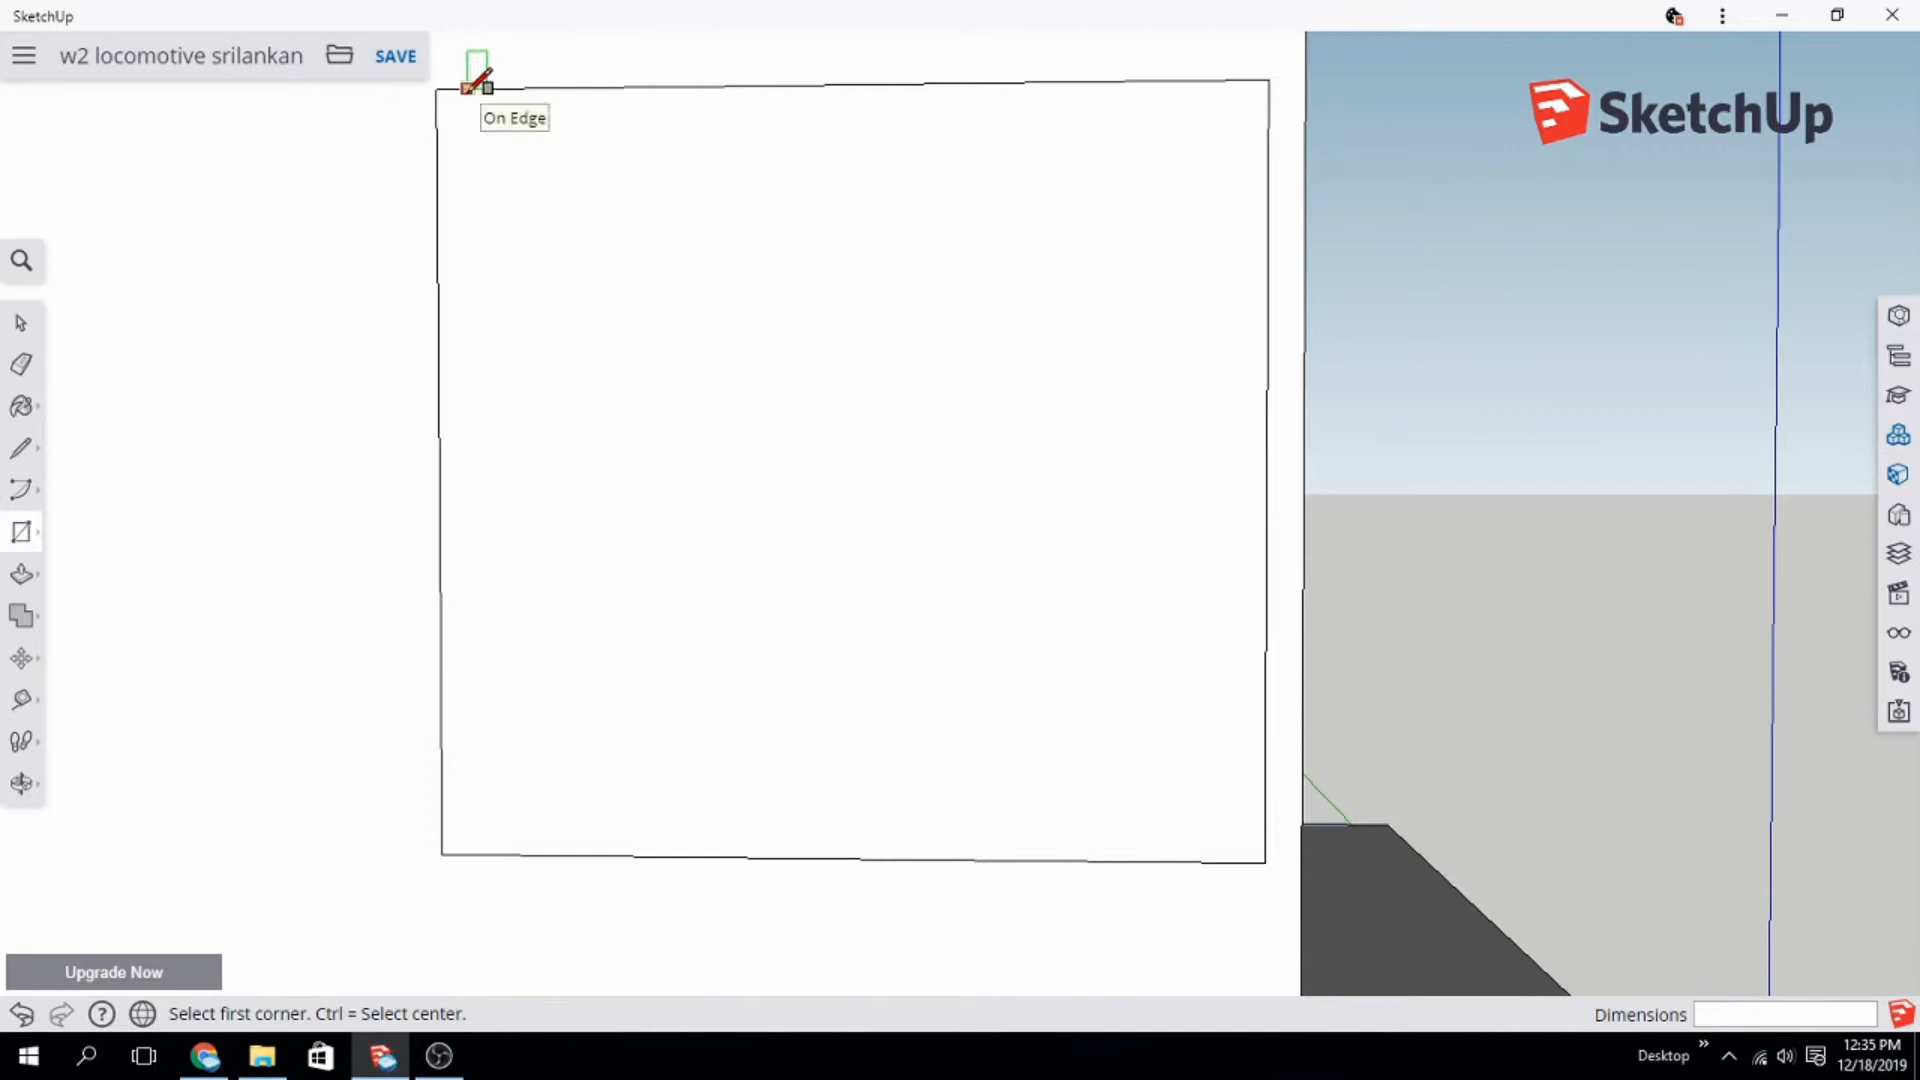 SketchUp
w2 locomotive srilankan
SAVE
On Edge
SketchUp
Upgrade Now
Select first corner. Ctrl = Select center.
Dimensions
Desktop
12:35 PM
12/18/2019